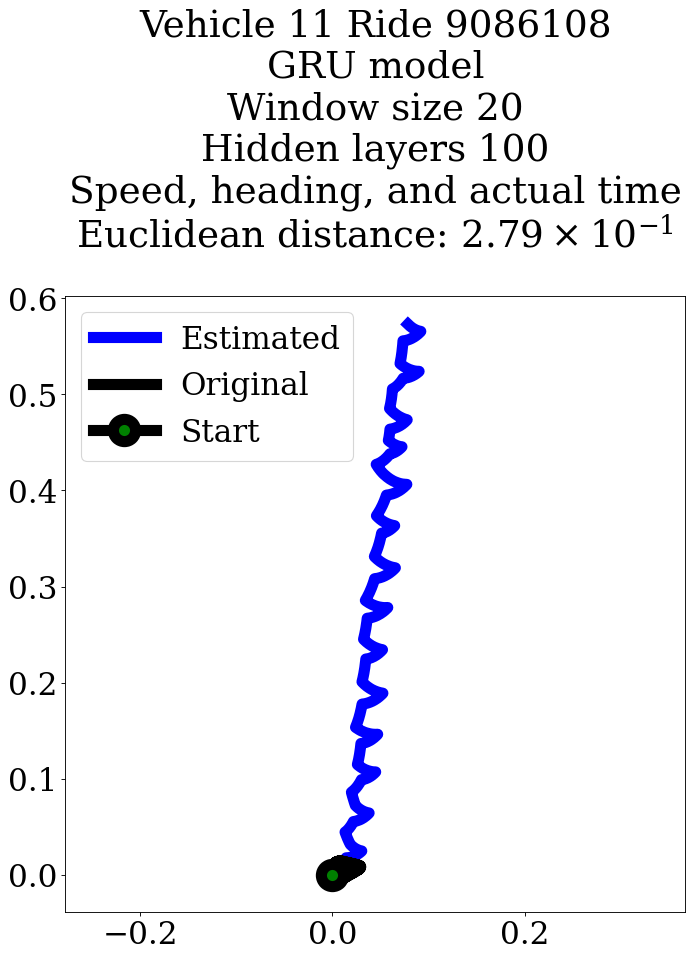 Vehicle 11 Ride 9086108
GRU model
Window size 20
Hidden layers 100
Speed, heading, and actual time
Euclidean distance: 2.79 × 10⁻¹
0.6
Estimated
Original
Start
0.5
0.4
0.3
0.2
0.1
0.0
−0.2
0.0
0.2